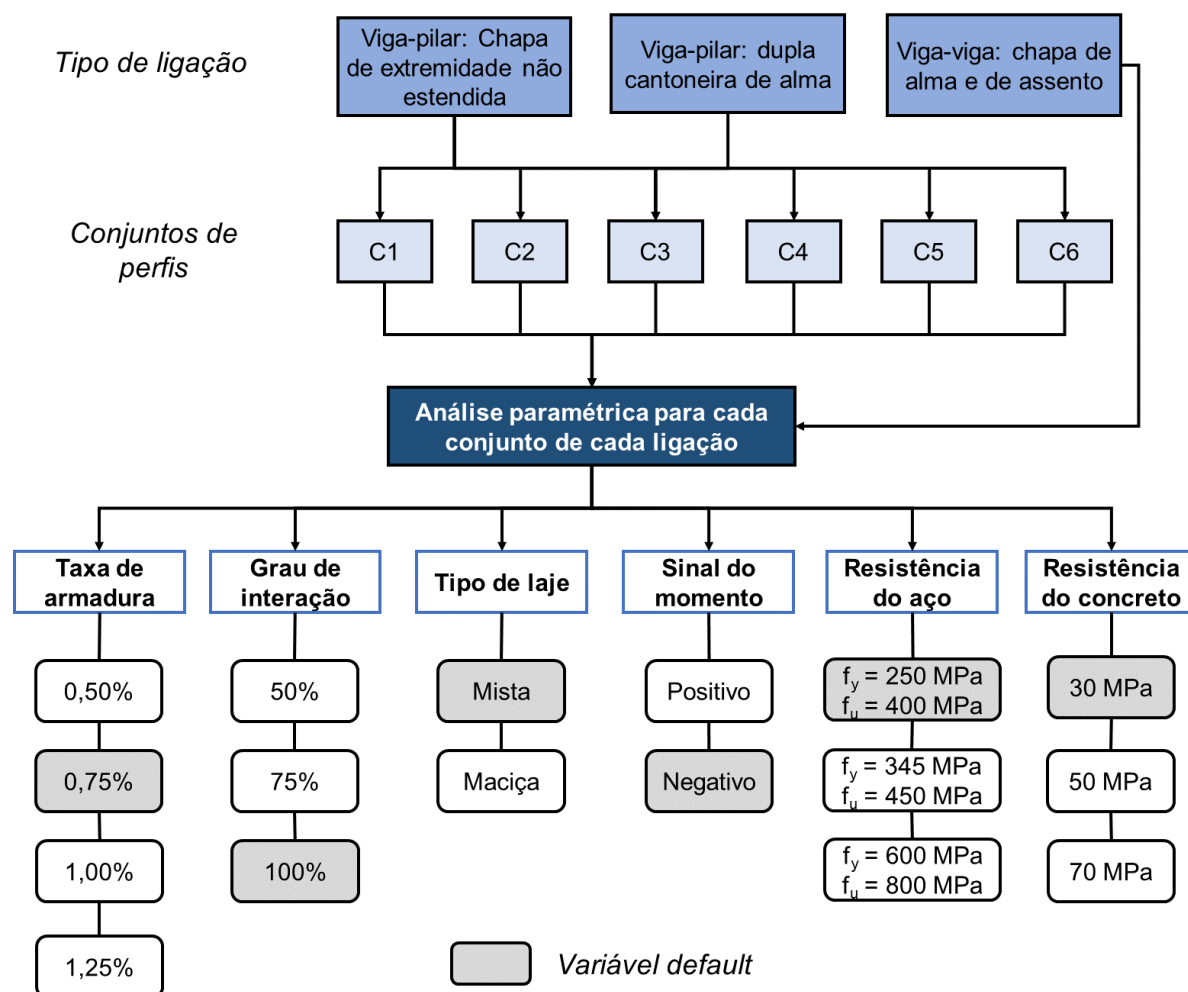 Tipo de ligação
Viga-pilar: Chapa
de extremidade não
estendida
Viga-pilar: dupla
cantoneira de alma
Viga-viga: chapa de
alma e de assento
Conjuntos de
perfis
C1
C2
C3
C4
C5
C6
Análise paramétrica para cada
conjunto de cada ligação
Taxa de
armadura
0,50%
0,75%
1,00%
1,25%
Grau de
interação
50%
75%
100%
Tipo de laje
Mista
Maciça
Sinal do
momento
Positivo
Negativo
Resistência
do aço
fy = 250 MPa
fu = 400 MPa
fy = 345 MPa
fu = 450 MPa
fy = 600 MPa
fu = 800 MPa
Resistência
do concreto
30 MPa
50 MPa
70 MPa
Variável default